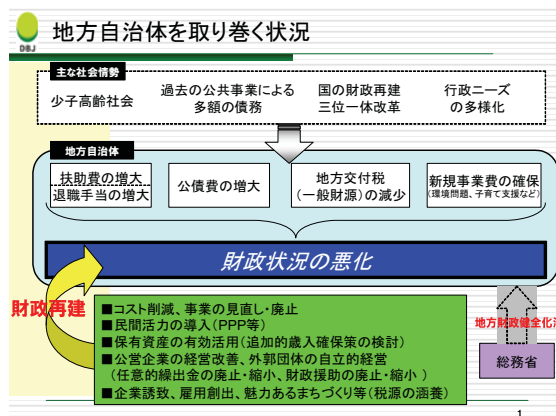 DBJ
地方自治体を取り巻く状況
主な社会情勢
少子高齢社会
過去の公共事業による
多額の債務
国の財政再建
三位一体改革
行政ニーズ
の多様化
地方自治体
扶助費の増大
退職手当の増大
公債費の増大
地方交付税
(一般財源)の減少
新規事業費の確保
(環境問題、子育て支援など)
財政状況の悪化
財政再建
■コスト削減、事業の見直し・廃止
■民間活力の導入(PPP等)
■保有資産の有効活用(追加的歳入確保策の検討)
■公営企業の経営改善、外郭団体の自立的経営
(任意的繰出金の廃止・縮小、財政援助の廃止・縮小 )
■企業誘致、雇用創出、魅力あるまちづくり等(税源の涵養)
地方財政健全化
総務省
1